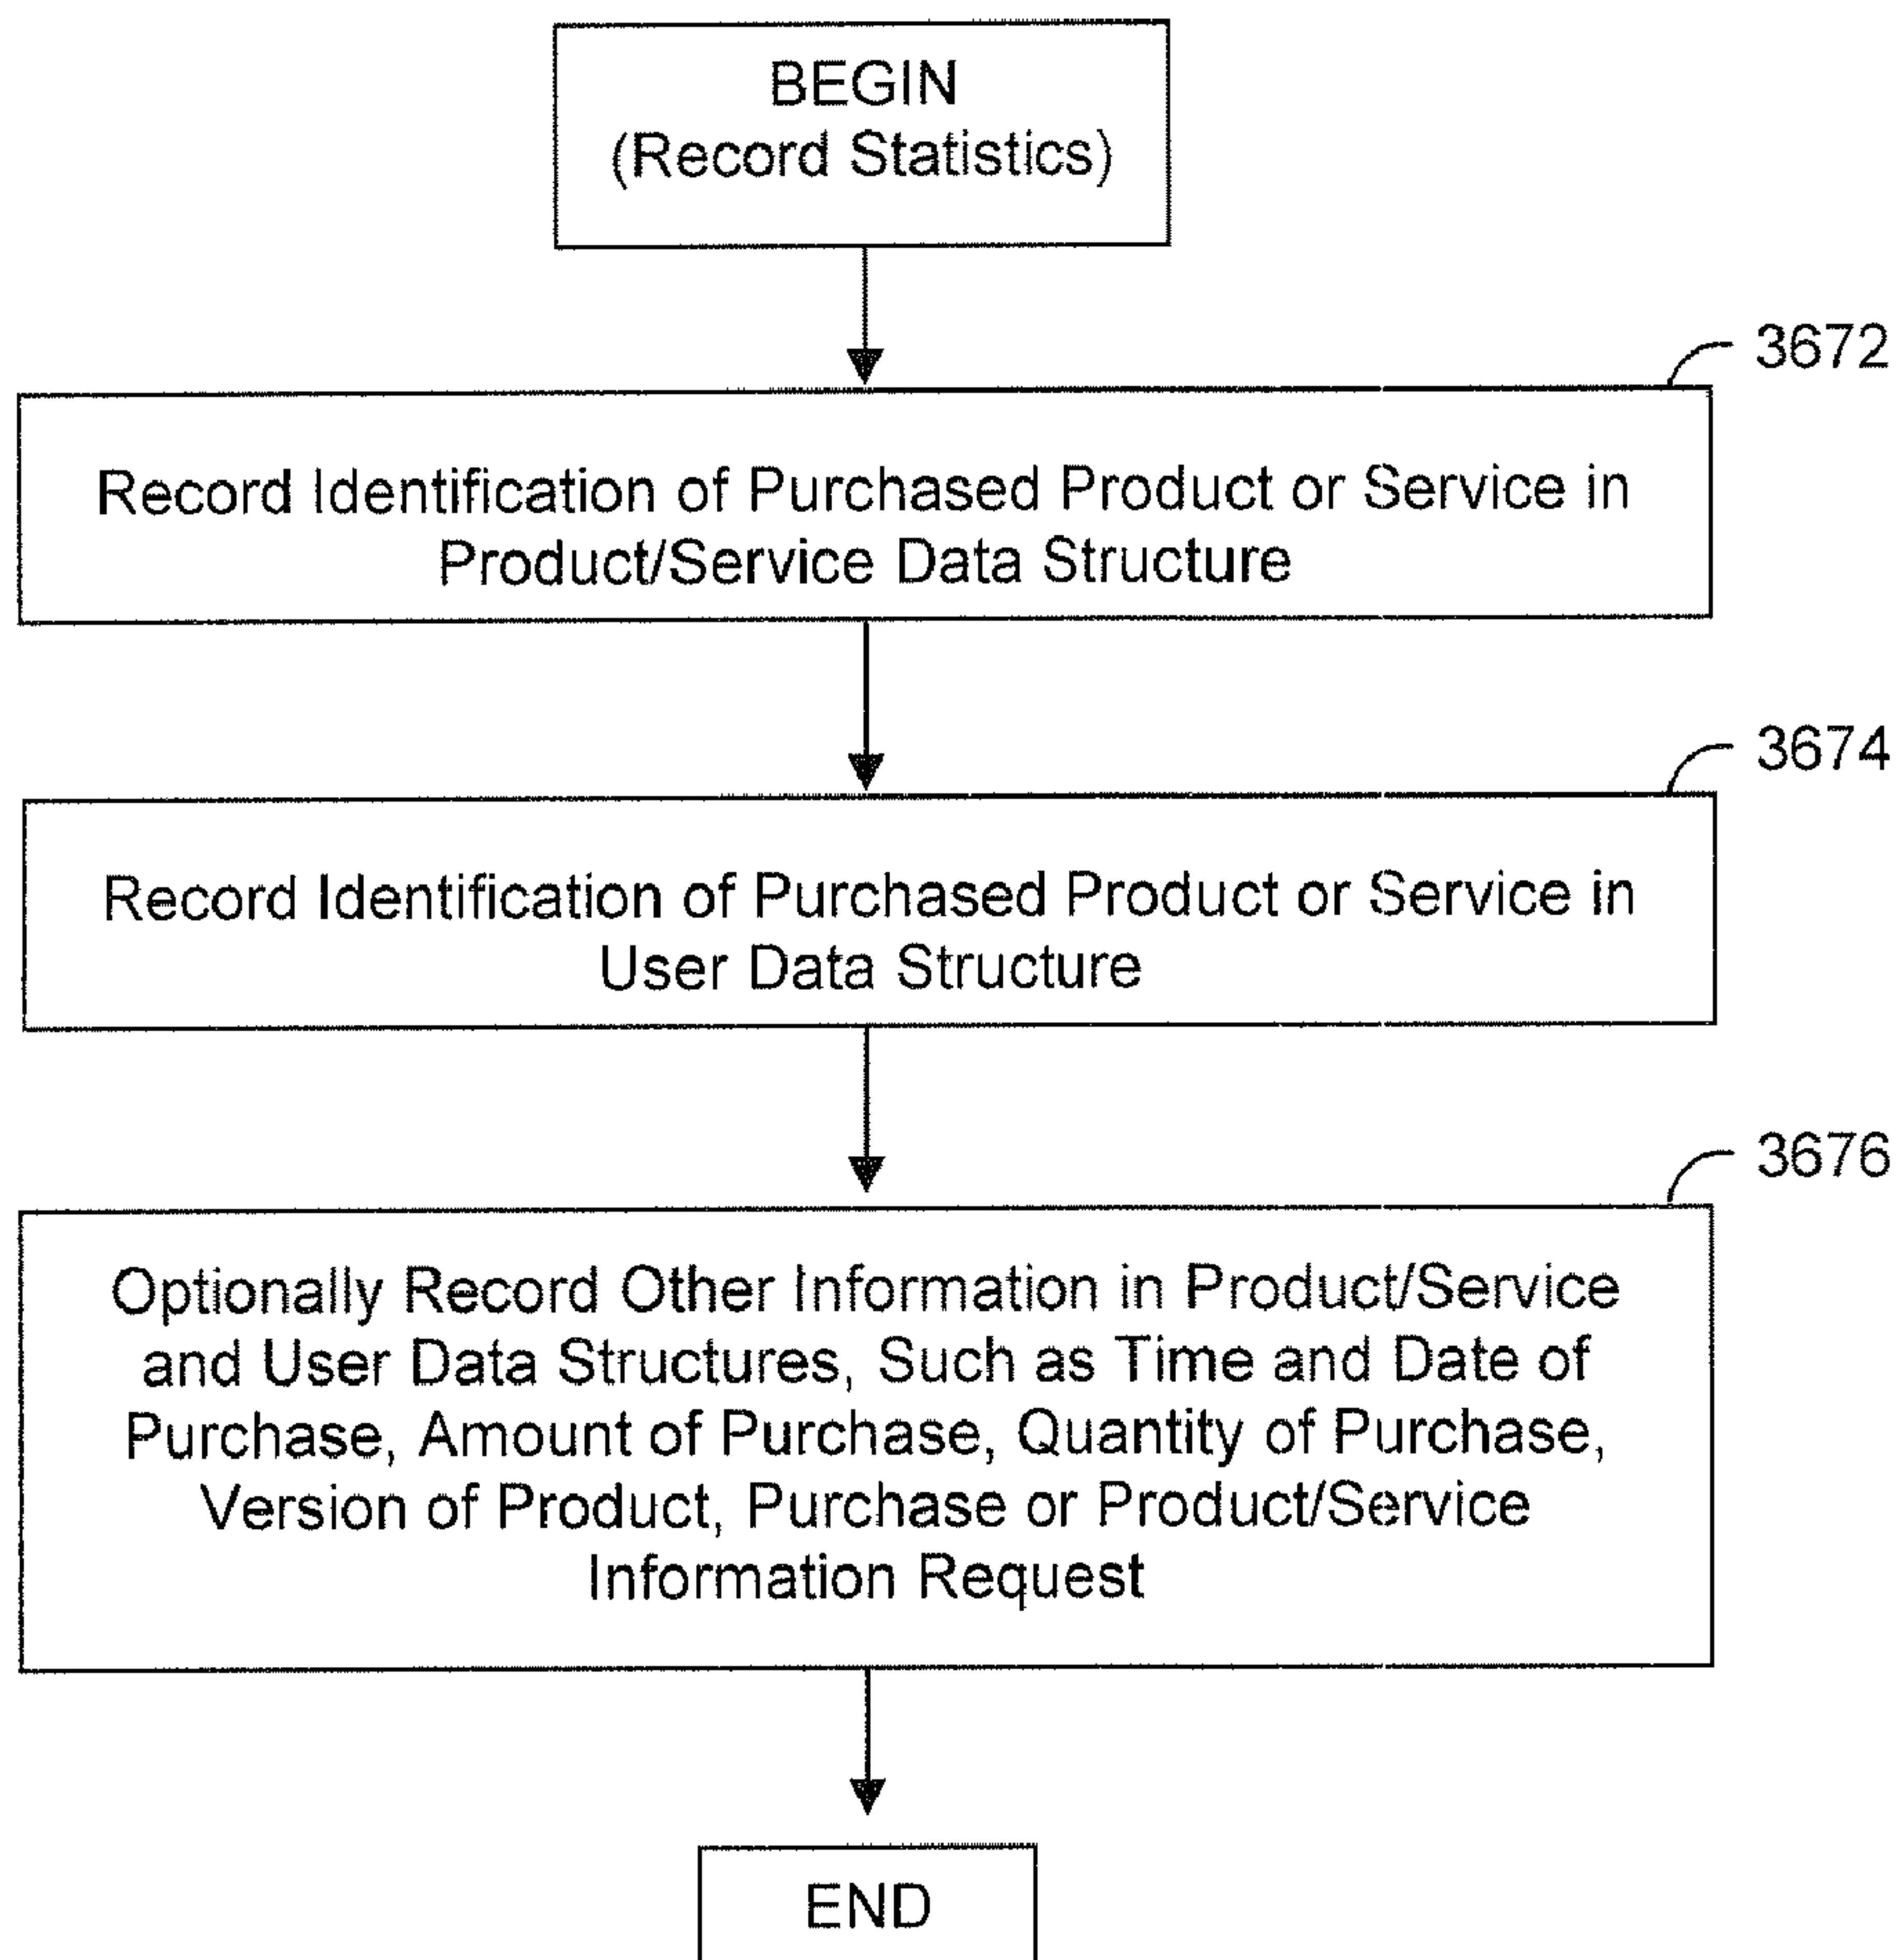 BEGIN
(Record Statistics)
3672
Record Identification of Purchased Product or Service in
Product/Service Data Structure
3674
Record Identification of Purchased Product or Service in
User Data Structure
3676
Optionally Record Other Information in Product/Service
and User Data Structures, Such as Time and Date of
Purchase, Amount of Purchase, Quantity of Purchase,
Version of Product, Purchase or Product/Service
Information Request
END